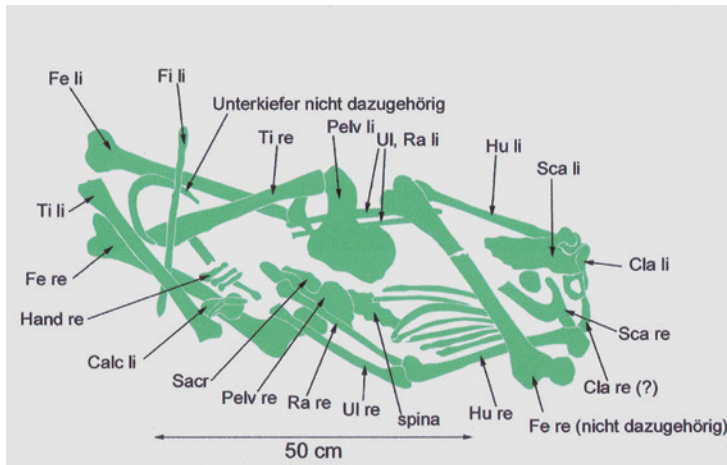 Fe li
Fi li
Unterkiefer nicht dazugehörig
Ti re
Pelv li
Ul, Ra li
Hu li
Sca li
Ti li
Fe re
Hand re
Calc li
Sacr
Pelv re
Ra re
Ul re
spina
Hu re
Cla li
Sca re
Cla re (?)
Fe re (nicht dazugehörig)
50 cm